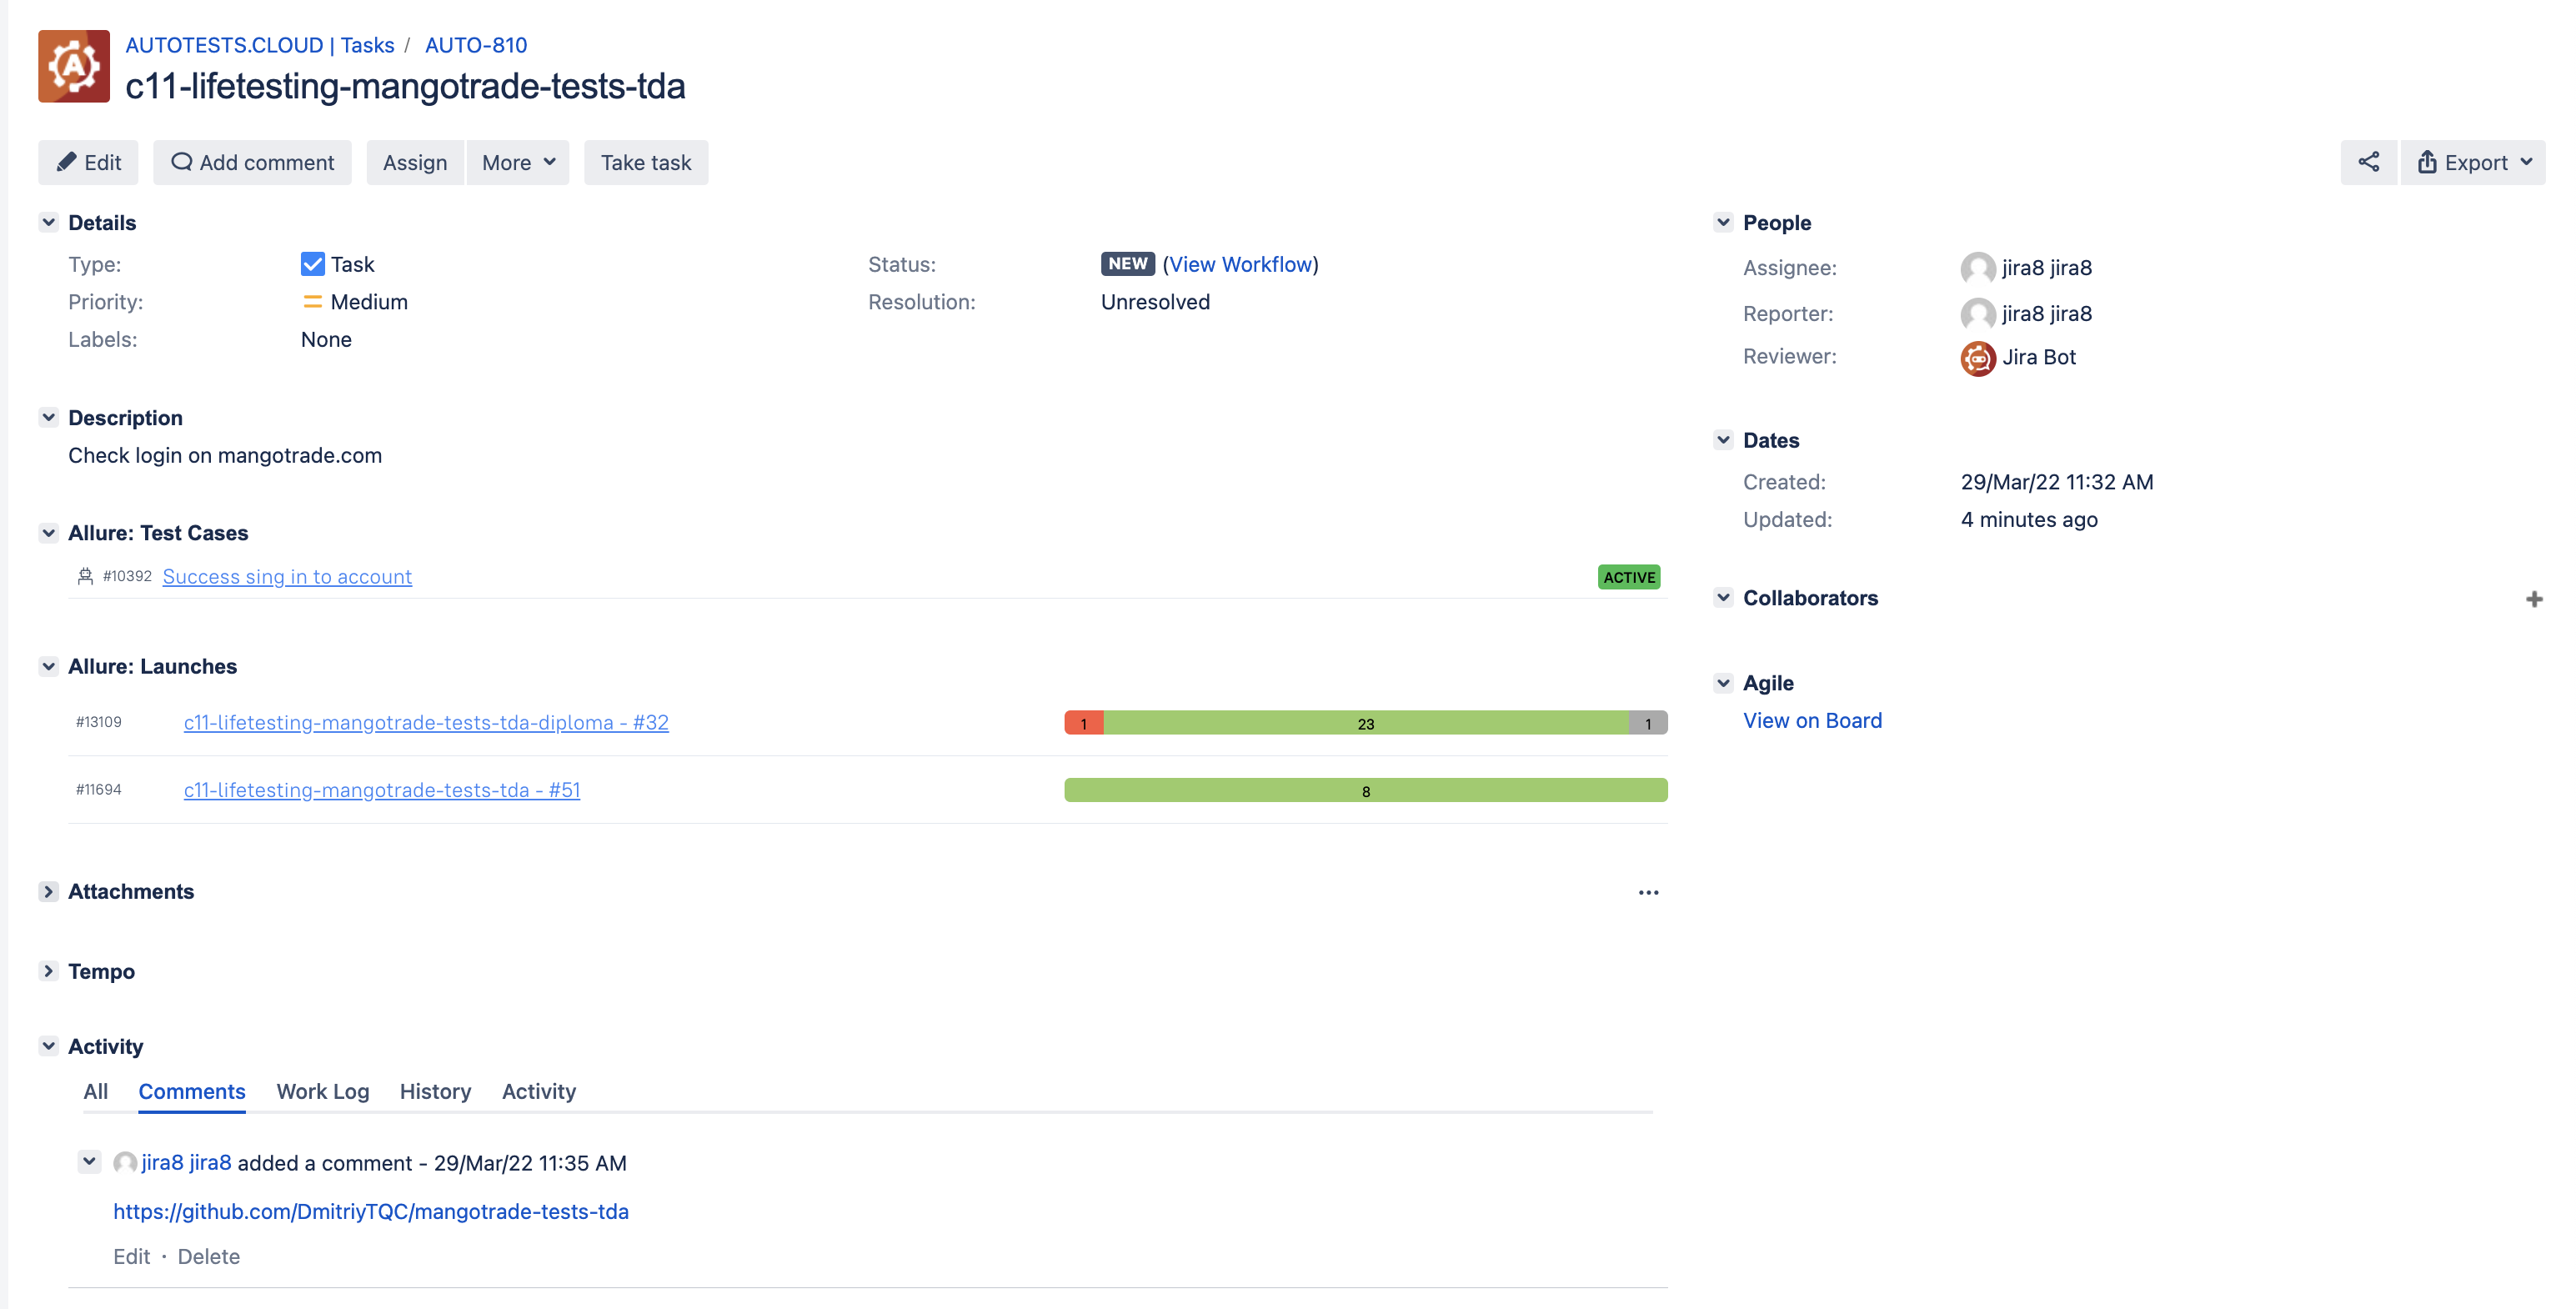 AUTOTESTS.CLOUD | Tasks / AUTO-810
c11-lifetesting-mangotrade-tests-tda
Edit Add comment Assign More Take task Export
Details
Type: Task Status: NEW (View Workflow)
Priority: Medium Resolution: Unresolved
Labels: None
Description
Check login on mangotrade.com
Allure: Test Cases
#10392 Success sing in to account ACTIVE
Allure: Launches
#13109 c11-lifetesting-mangotrade-tests-tda-diploma - #32 1 23 1
#11694 c11-lifetesting-mangotrade-tests-tda - #51 8
Attachments
Tempo
Activity
All Comments Work Log History Activity
jira8 jira8 added a comment - 29/Mar/22 11:35 AM
https://github.com/DmitriyTQC/mangotrade-tests-tda
Edit · Delete
People
Assignee: jira8 jira8
Reporter: jira8 jira8
Reviewer: Jira Bot
Dates
Created: 29/Mar/22 11:32 AM
Updated: 4 minutes ago
Collaborators
Agile
View on Board